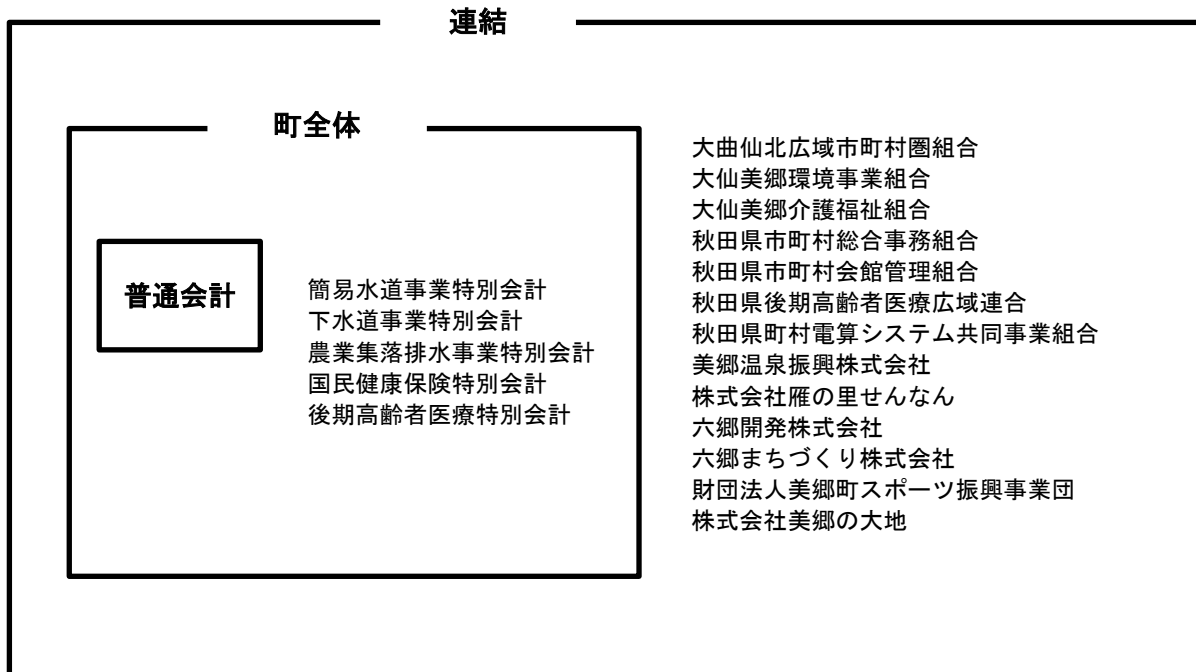 連結
町全体
普通会計
簡易水道事業特別会計
下水道事業特別会計
農業集落排水事業特別会計
国民健康保険特別会計
後期高齢者医療特別会計
大曲仙北広域市町村圏組合
大仙美郷環境事業組合
大仙美郷介護福祉組合
秋田県市町村総合事務組合
秋田県市町村会館管理組合
秋田県後期高齢者医療広域連合
秋田県町村電算システム共同事業組合
美郷温泉振興株式会社
株式会社雁の里せんなん
六郷開発株式会社
六郷まちづくり株式会社
財団法人美郷町スポーツ振興事業団
株式会社美郷の大地